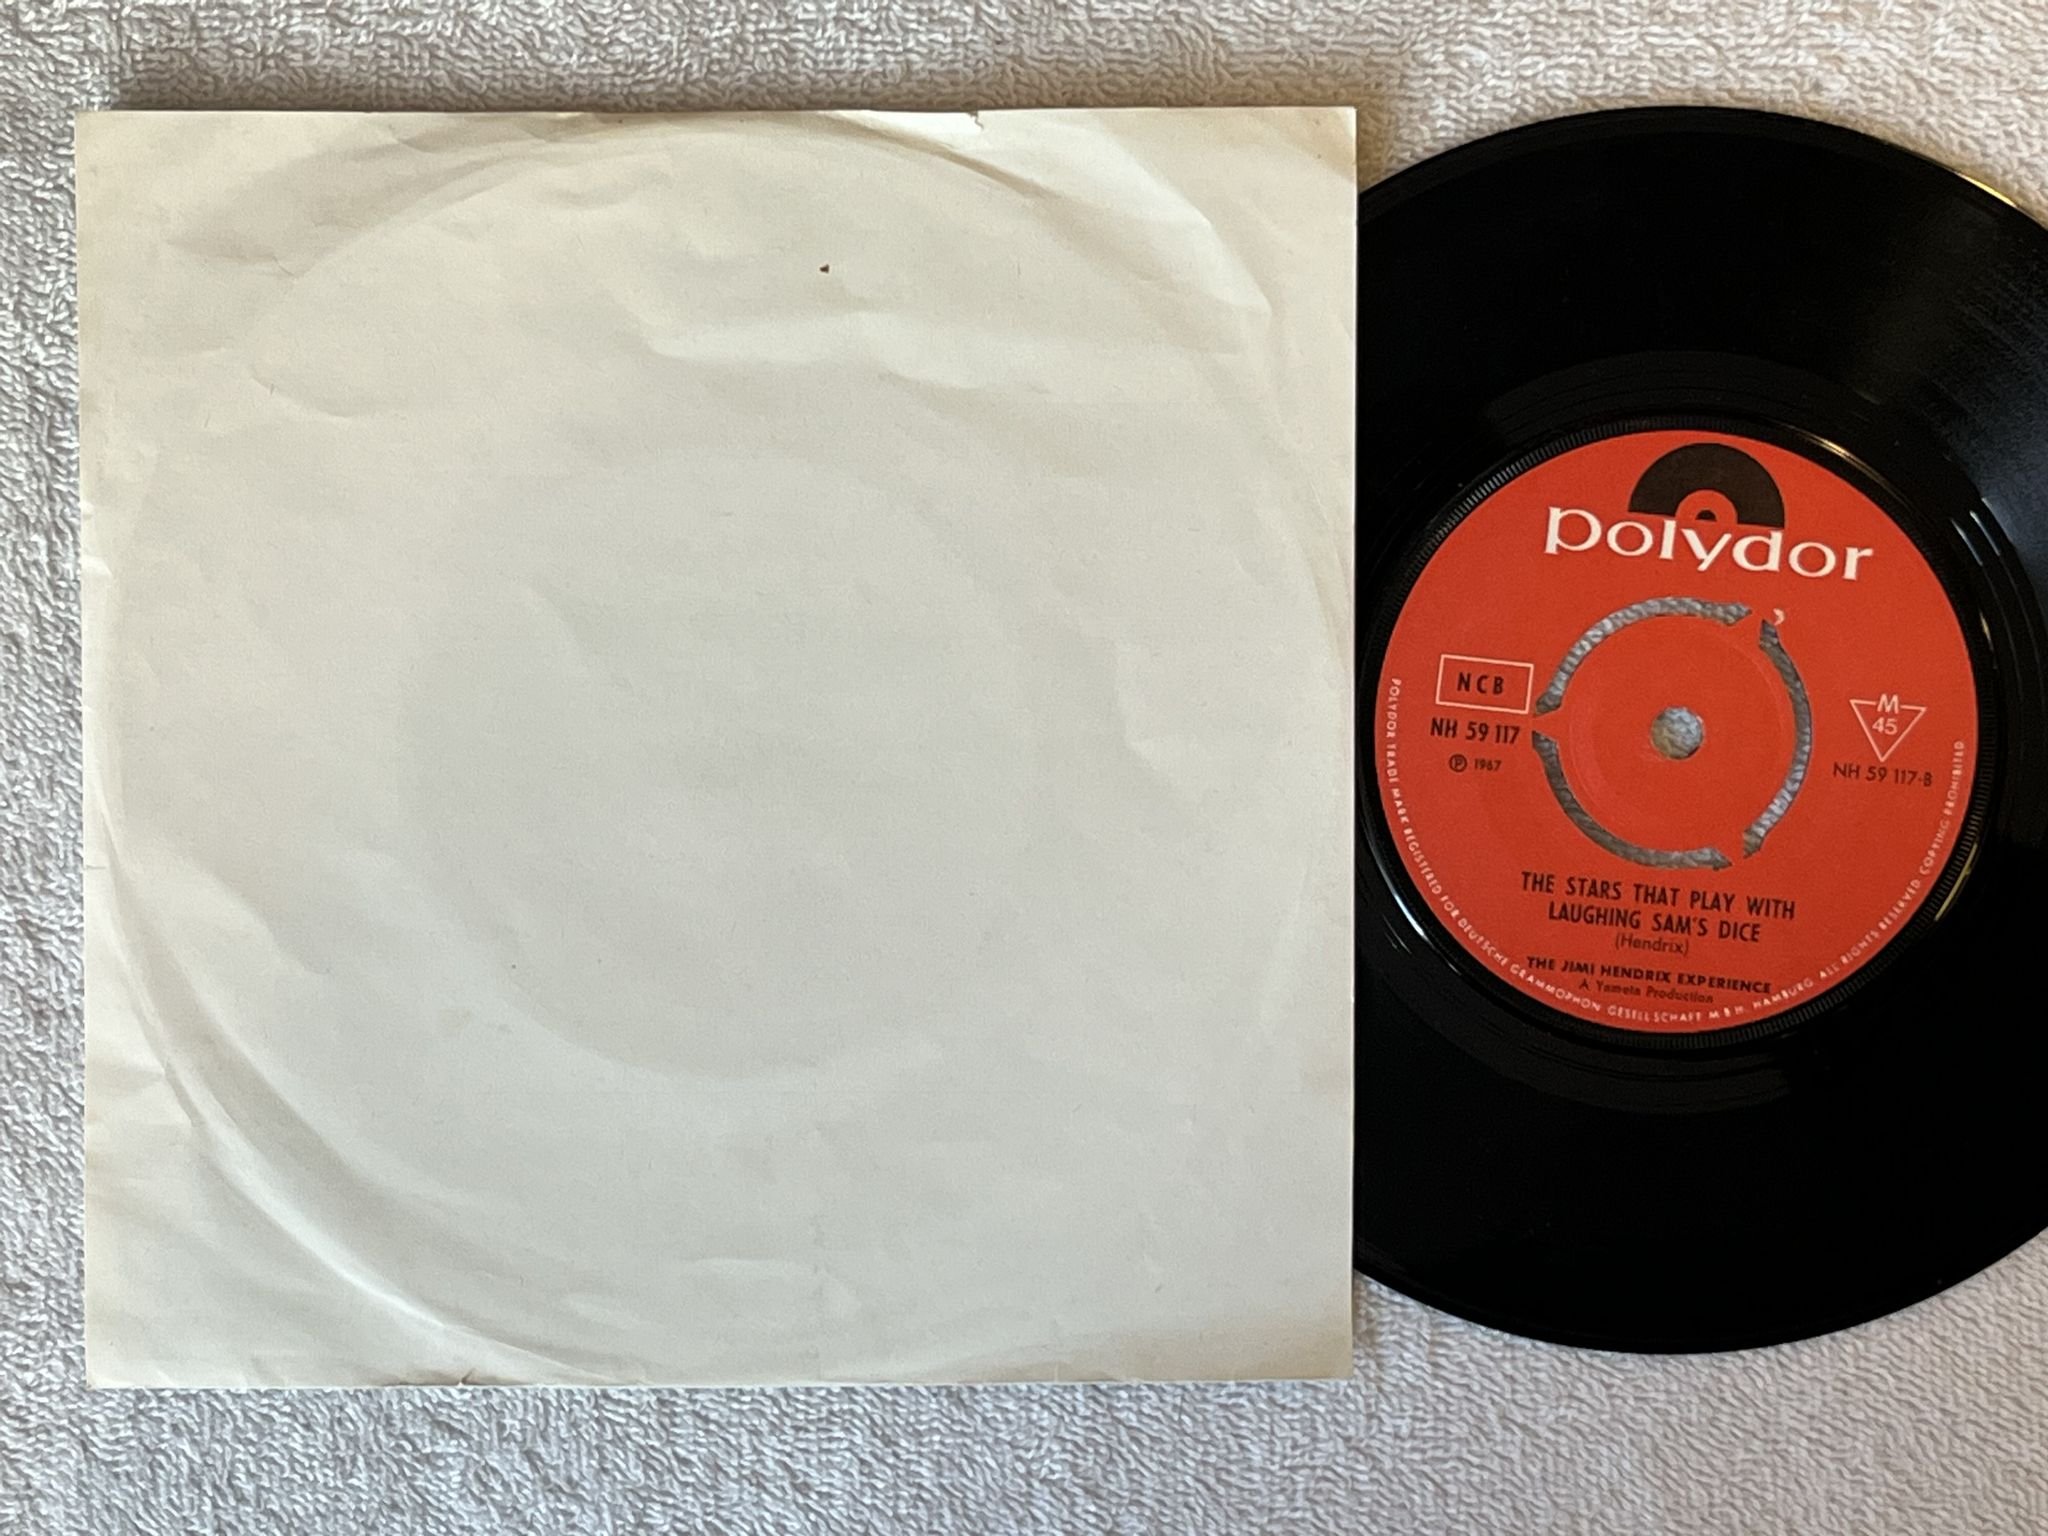 polydor
NCB
NH 59 117
Ⓟ 1967
M
45
NH 59 117-B
THE STARS THAT PLAY WITH
LAUGHING SAM'S DICE
(Hendrix)
THE JIMI HENDRIX EXPERIENCE
A Yameta Production
POLYDOR TRADE MARK REGISTERED FOR DEUTSCHE GRAMMOPHON GESELLSCHAFT M B H. HAMBURG. ALL RIGHTS RESERVED COPYING PROHIBITED